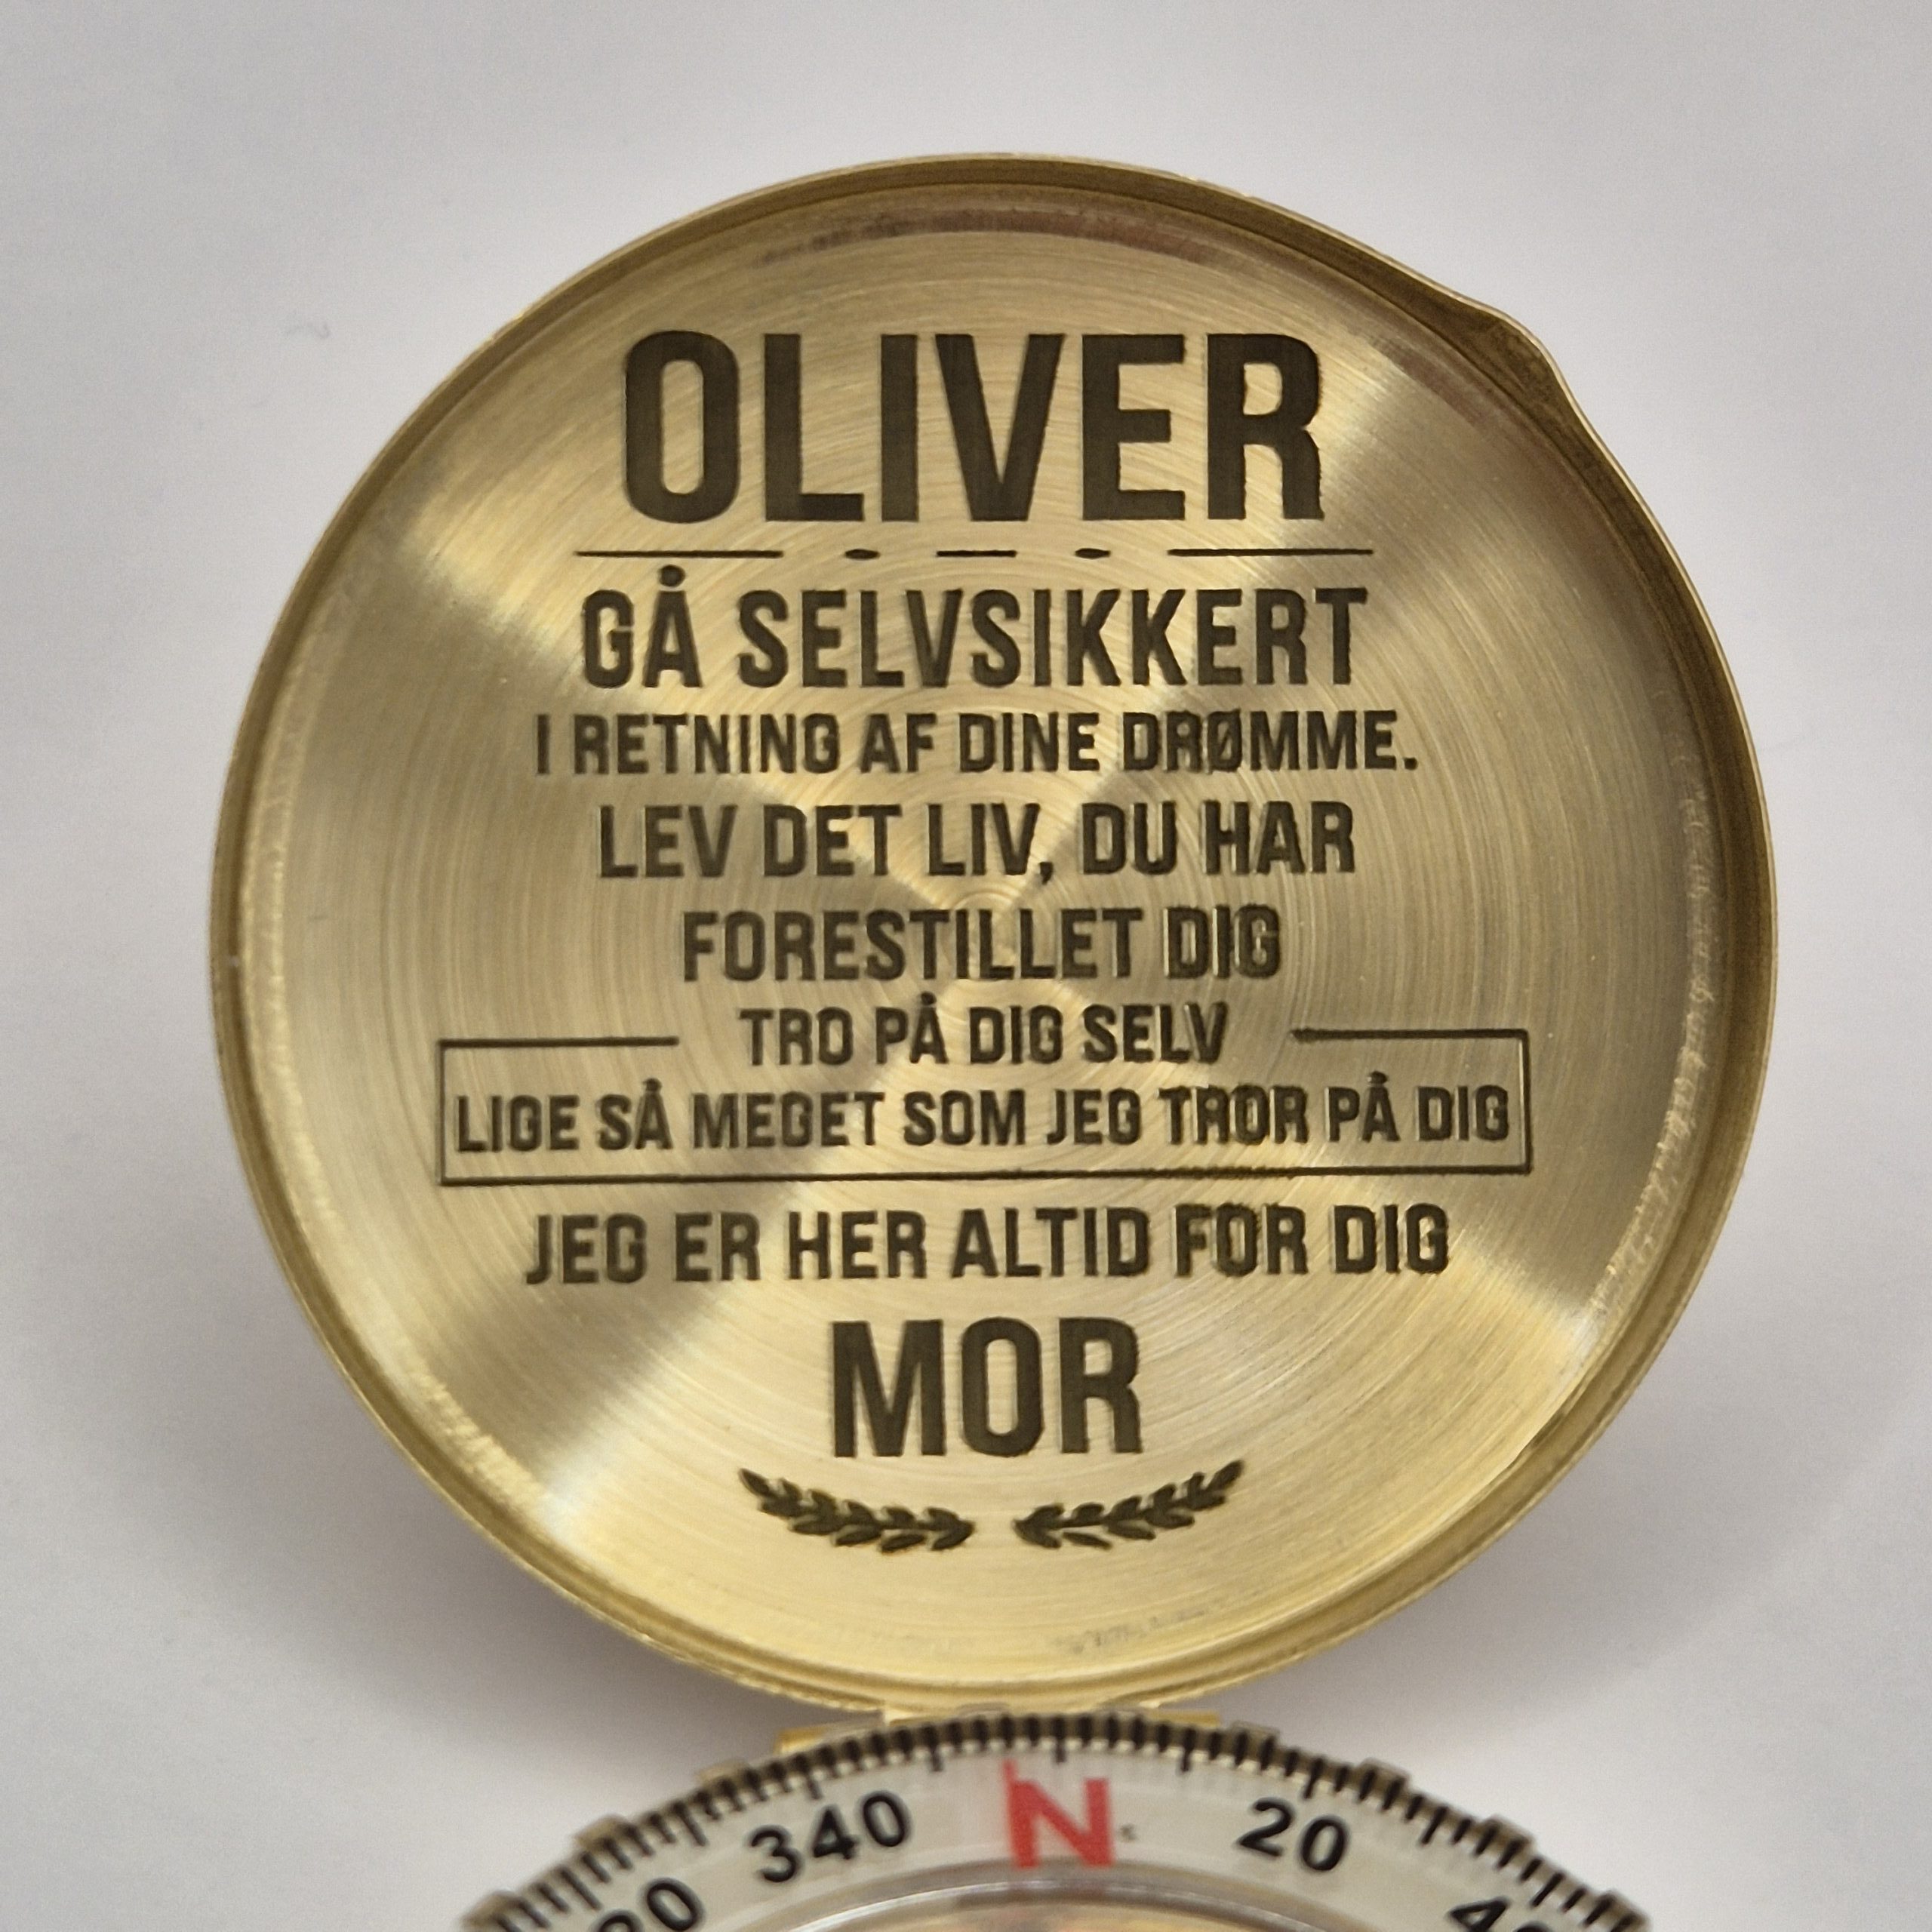 OLIVER
GÅ SELVSIKKERT
I RETNING AF DINE DRØMME.
LEV DET LIV, DU HAR
FORESTILLET DIG
TRO PÅ DIG SELV
LIGE SÅ MEGET SOM JEG TROR PÅ DIG
JEG ER HER ALTID FOR DIG
MOR
340 N 20